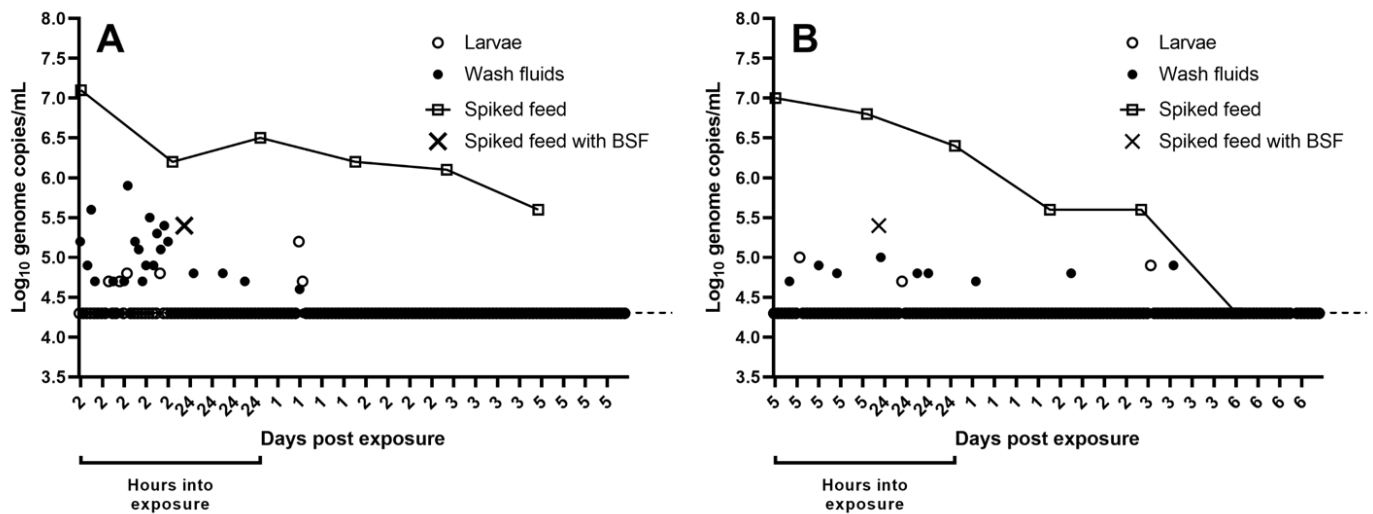 A
8.0
7.5
7.0
6.5
6.0
5.5
5.0
4.5
4.0
3.5
Log10 genome copies/mL
Larvae
Wash fluids
Spiked feed
Spiked feed with BSF
2 2 2 2 2 24 24 24 24 1 1 1 1 2 2 2 2 3 3 3 3 5 5 5 5
Days post exposure
Hours into
exposure
B
8.0
7.5
7.0
6.5
6.0
5.5
5.0
4.5
4.0
3.5
Log10 genome copies/mL
Larvae
Wash fluids
Spiked feed
Spiked feed with BSF
5 5 5 5 5 24 24 24 24 1 1 1 1 2 2 2 2 3 3 3 3 6 6 6 6
Days post exposure
Hours into
exposure